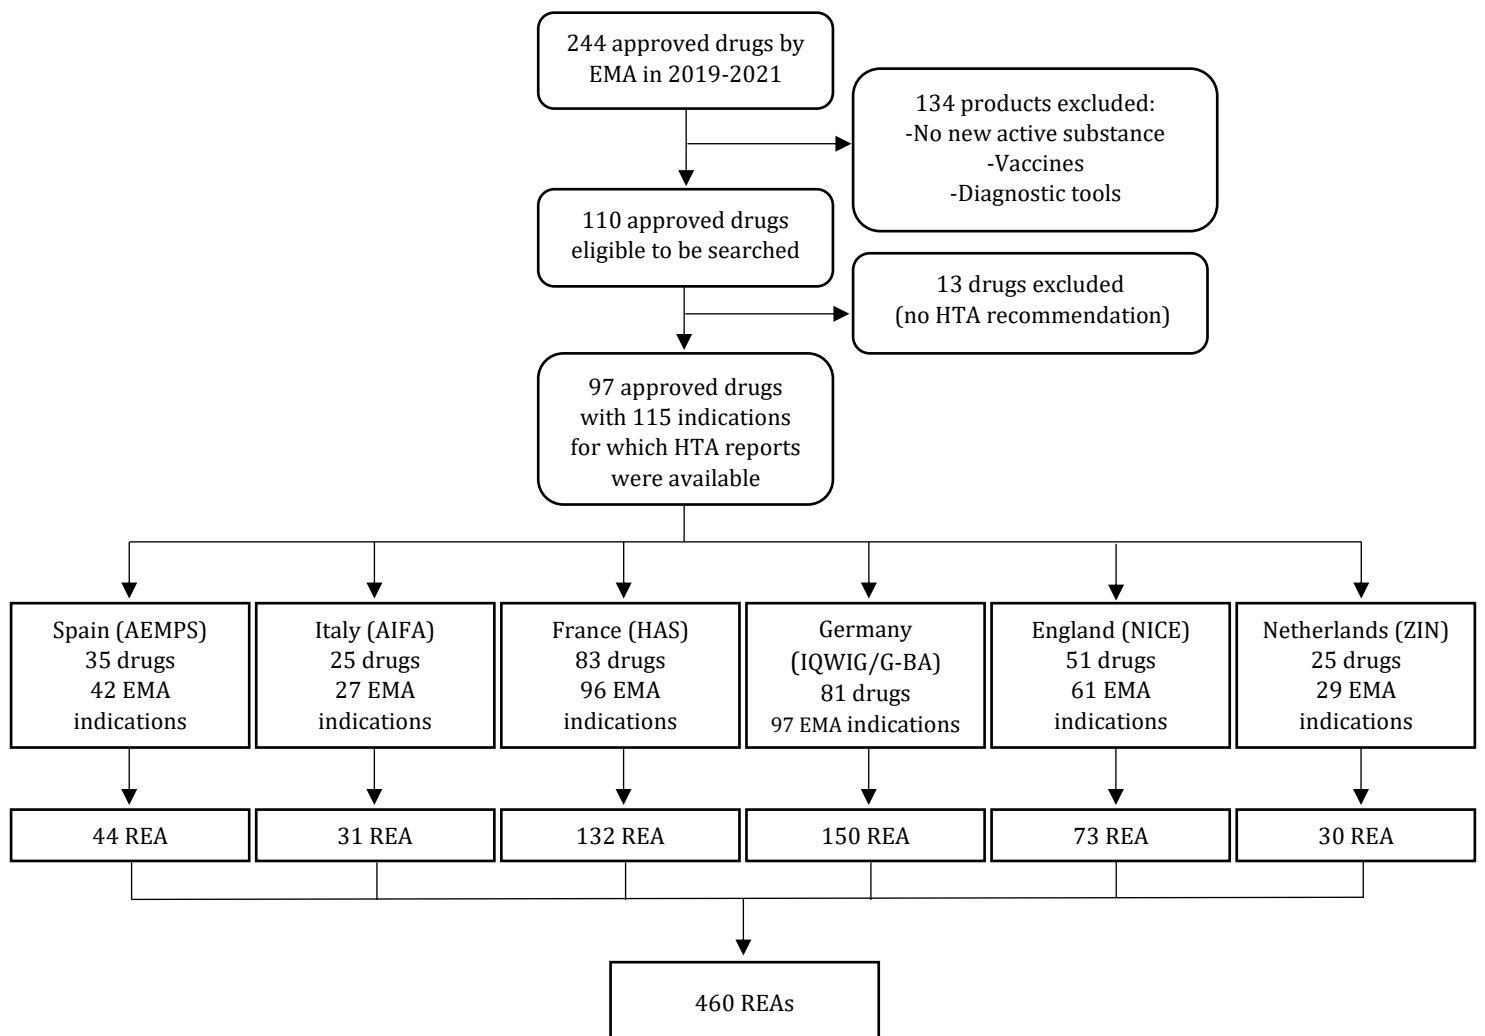 244 approved drugs by
EMA in 2019-2021
134 products excluded:
-No new active substance
-Vaccines
-Diagnostic tools
110 approved drugs
eligible to be searched
13 drugs excluded
(no HTA recommendation)
97 approved drugs
with 115 indications
for which HTA reports
were available
Spain (AEMPS)
35 drugs
42 EMA
indications
Italy (AIFA)
25 drugs
27 EMA
indications
France (HAS)
83 drugs
96 EMA
indications
Germany
(IQWIG/G-BA)
81 drugs
97 EMA indications
England (NICE)
51 drugs
61 EMA
indications
Netherlands (ZIN)
25 drugs
29 EMA
indications
44 REA
31 REA
132 REA
150 REA
73 REA
30 REA
460 REAs